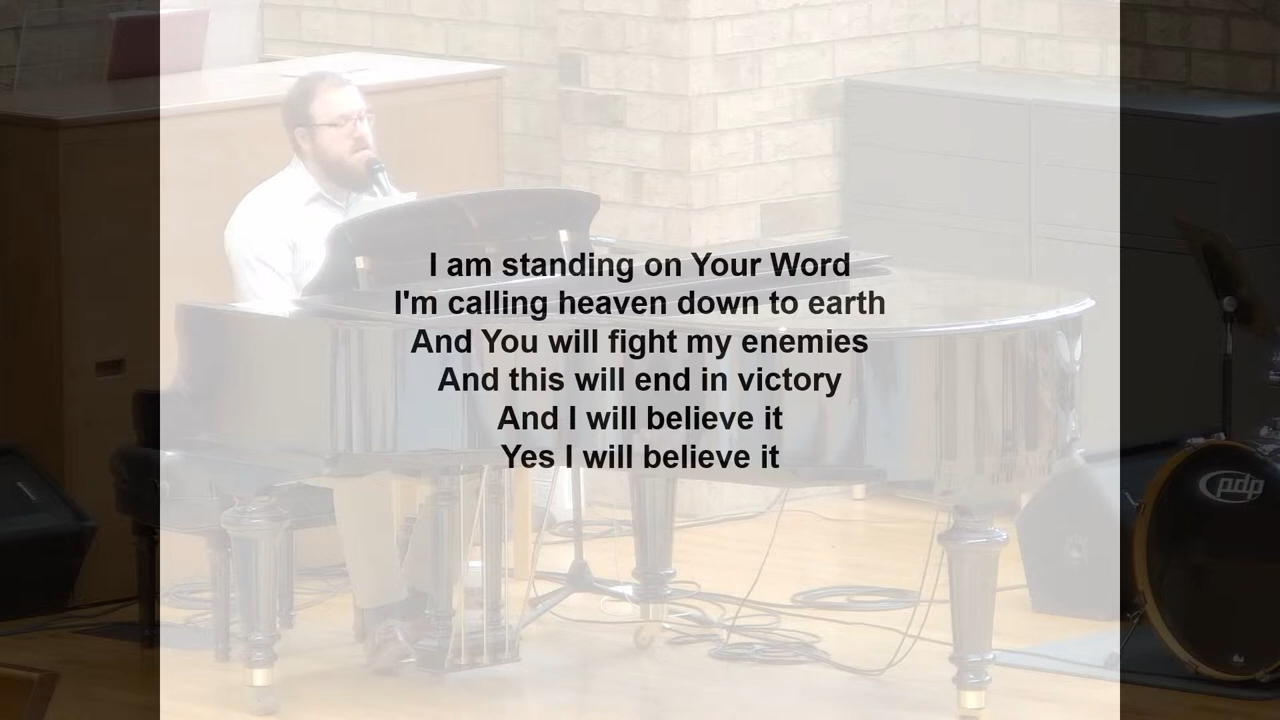 I am standing on Your Word
I'm calling heaven down to earth
And You will fight my enemies
And this will end in victory
And I will believe it
Yes I will believe it
pdp